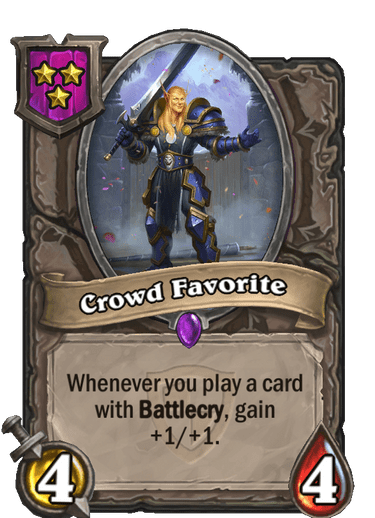 Crowd Favorite
Whenever you play a card
with Battlecry, gain
+1/+1.
4
4